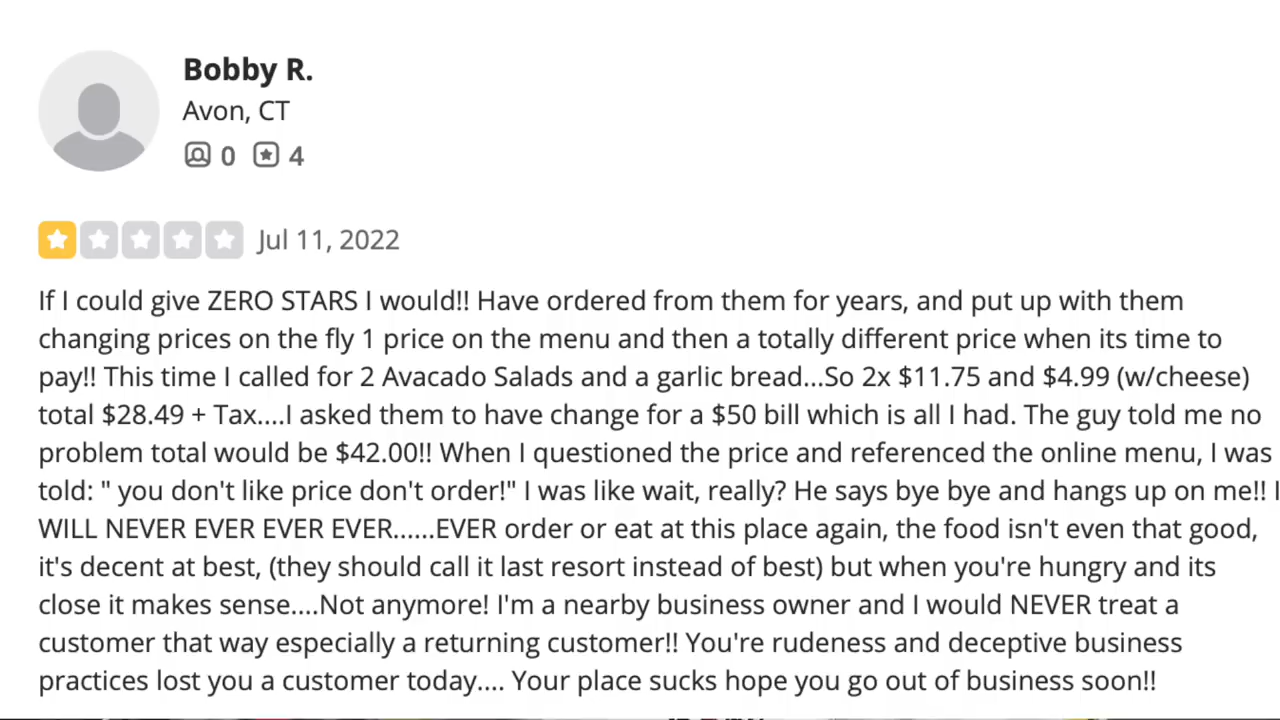 Bobby R.
Avon, CT
0 4
Jul 11, 2022
If I could give ZERO STARS I would!! Have ordered from them for years, and put up with them
changing prices on the fly 1 price on the menu and then a totally different price when its time to
pay!! This time I called for 2 Avacado Salads and a garlic bread...So 2x $11.75 and $4.99 (w/cheese)
total $28.49 + Tax....I asked them to have change for a $50 bill which is all I had. The guy told me no
problem total would be $42.00!! When I questioned the price and referenced the online menu, I was
told: " you don't like price don't order!" I was like wait, really? He says bye bye and hangs up on me!! I
WILL NEVER EVER EVER EVER......EVER order or eat at this place again, the food isn't even that good,
it's decent at best, (they should call it last resort instead of best) but when you're hungry and its
close it makes sense....Not anymore! I'm a nearby business owner and I would NEVER treat a
customer that way especially a returning customer!! You're rudeness and deceptive business
practices lost you a customer today.... Your place sucks hope you go out of business soon!!